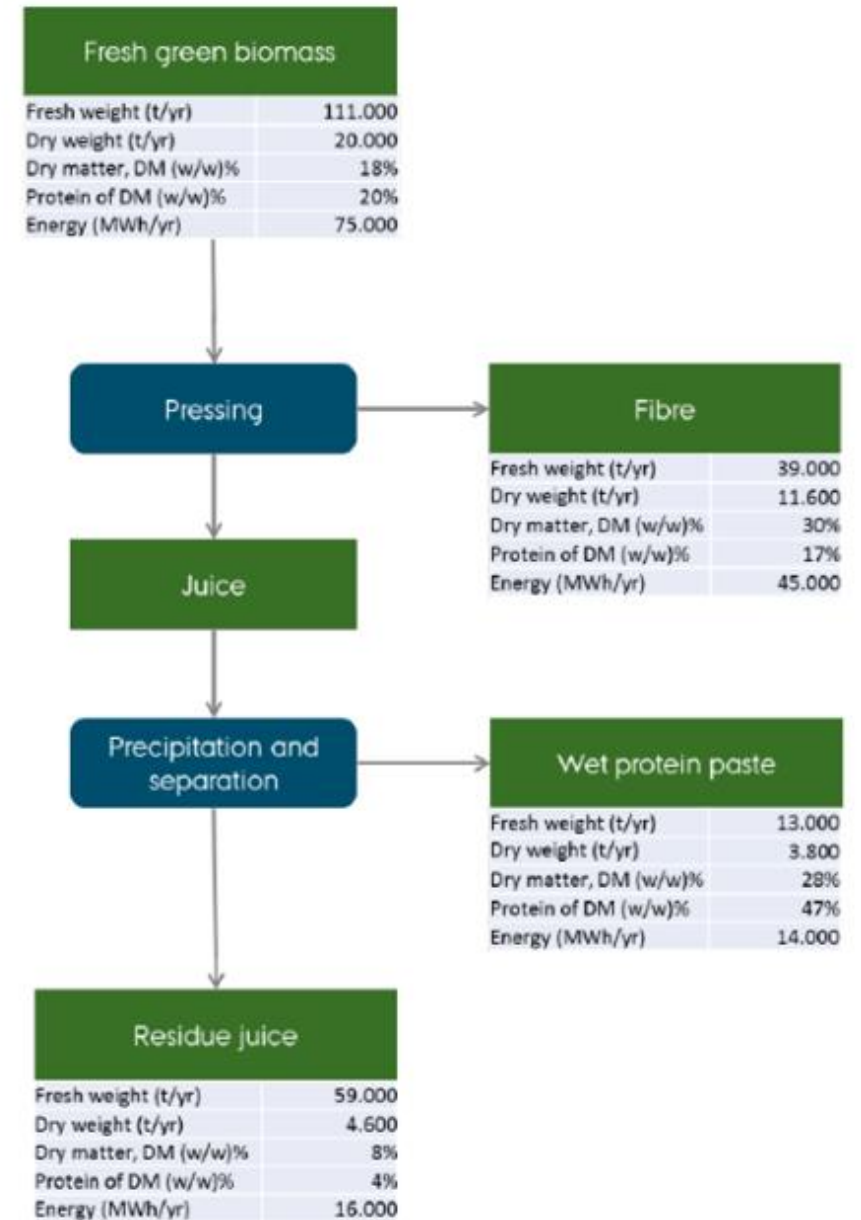 Fresh green biomass
Fresh weight (t/yr) 111.000
Dry weight (t/yr) 20.000
Dry matter, DM (w/w)% 18%
Protein of DM (w/w)% 20%
Energy (MWh/yr) 75.000
Pressing
Fibre
Fresh weight (t/yr) 39.000
Dry weight (t/yr) 11.600
Dry matter, DM (w/w)% 30%
Protein of DM (w/w)% 17%
Energy (MWh/yr) 45.000
Juice
Precipitation and
separation
Wet protein paste
Fresh weight (t/yr) 13.000
Dry weight (t/yr) 3.800
Dry matter, DM (w/w)% 28%
Protein of DM (w/w)% 47%
Energy (MWh/yr) 14.000
Residue juice
Fresh weight (t/yr) 59.000
Dry weight (t/yr) 4.600
Dry matter, DM (w/w)% 8%
Protein of DM (w/w)% 4%
Energy (MWh/yr) 16.000